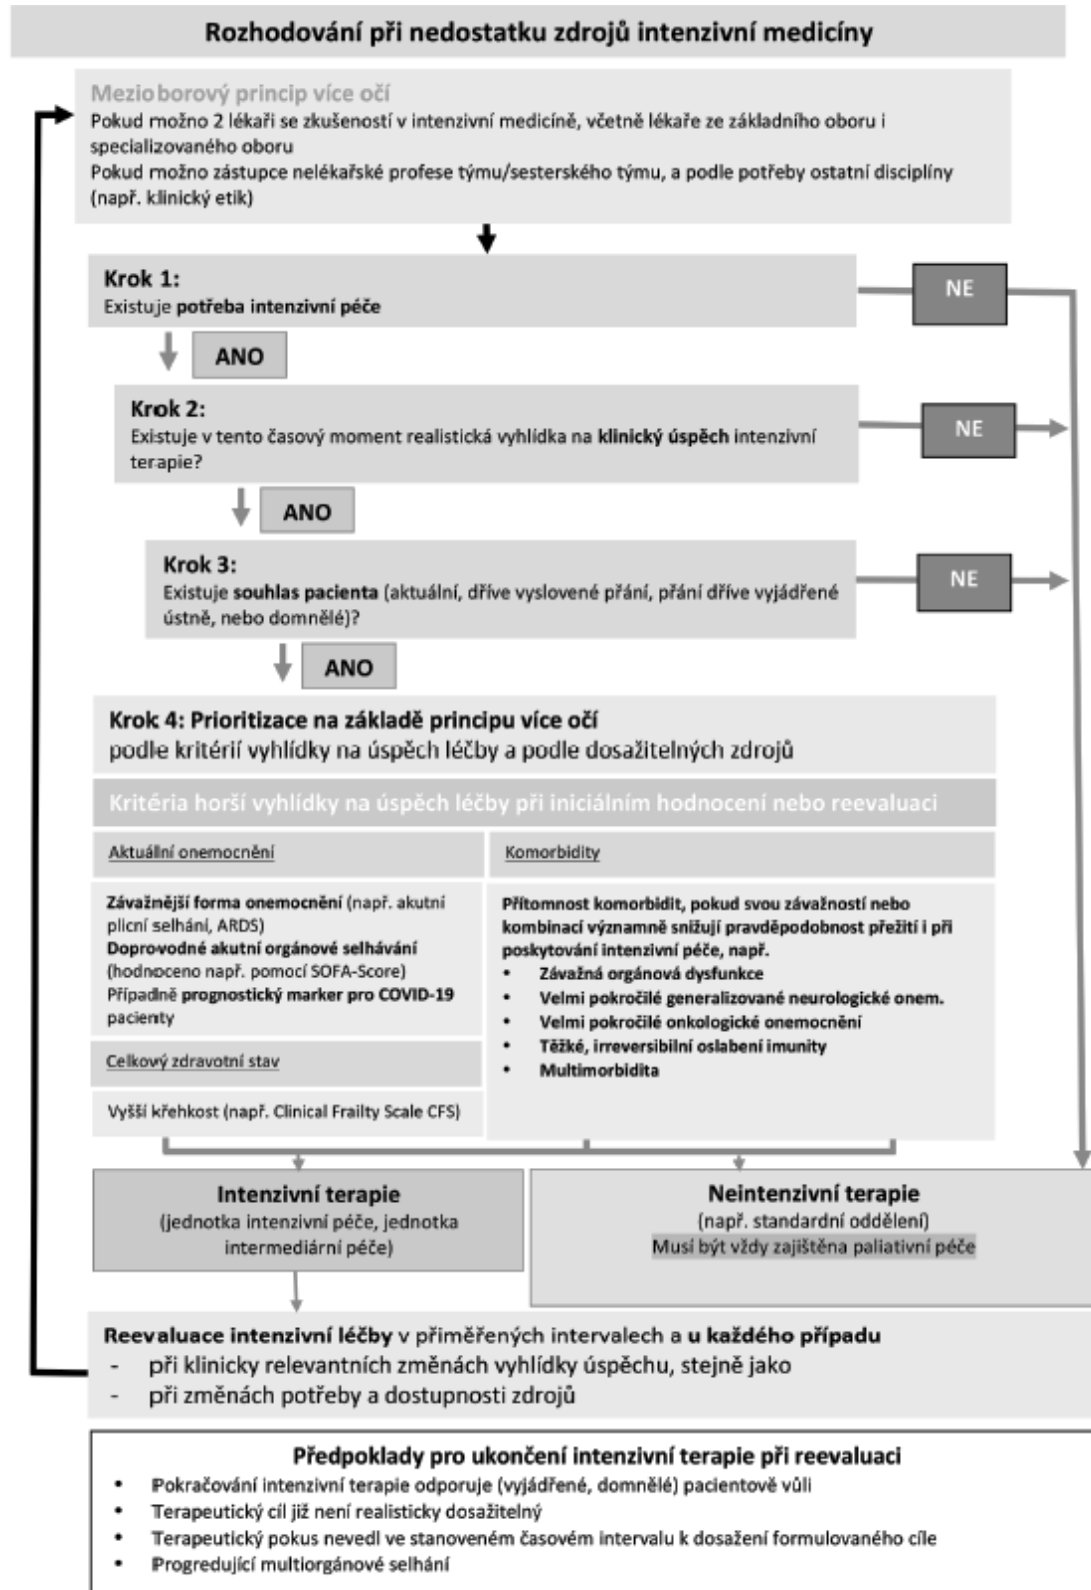 Rozhodování při nedostatku zdrojů intenzivní medicíny
Mezioborový princip více očí
Pokud možno 2 lékaři se zkušeností v intenzivní medicíně, včetně lékaře ze základního oboru i
specializovaného oboru
Pokud možno zástupce nelékařské profese týmu/sesterského týmu, a podle potřeby ostatní disciplíny
(např. klinický etik)
Krok 1:
Existuje potřeba intenzivní péče
NE
ANO
Krok 2:
Existuje v tento časový moment realistická vyhlídka na klinický úspěch intenzivní
terapie?
NE
ANO
Krok 3:
Existuje souhlas pacienta (aktuální, dříve vyslovené přání, přání dříve vyjádřené
ústně, nebo domnělé)?
NE
ANO
Krok 4: Prioritizace na základě principu více očí
podle kritérií vyhlídky na úspěch léčby a podle dosažitelných zdrojů
Kritéria horší vyhlídky na úspěch léčby při iniciálním hodnocení nebo reevaluaci
Aktuální onemocnění
Závažnější forma onemocnění (např. akutní
plicní selhání, ARDS)
Doprovodné akutní orgánové selhávání
(hodnoceno např. pomocí SOFA-Score)
Případně prognostický marker pro COVID-19
pacienty
Celkový zdravotní stav
Vyšší křehkost (např. Clinical Frailty Scale CFS)
Komorbidity
Přítomnost komorbidit, pokud svou závažností nebo
kombinací významně snižují pravděpodobnost přežití i při
poskytování intenzivní péče, např.
• Závažná orgánová dysfunkce
• Velmi pokročilé generalizované neurologické onem.
• Velmi pokročilé onkologické onemocnění
• Těžké, irreversibilní oslabení imunity
• Multimorbidita
Intenzivní terapie
(jednotka intenzivní péče, jednotka
intermediární péče)
Neintenzivní terapie
(např. standardní oddělení)
Musí být vždy zajištěna paliativní péče
Reevaluace intenzivní léčby v přiměřených intervalech a u každého případu
- při klinicky relevantních změnách vyhlídky úspěchu, stejně jako
- při změnách potřeby a dostupnosti zdrojů
Předpoklady pro ukončení intenzivní terapie při reevaluaci
• Pokračování intenzivní terapie odporuje (vyjádřené, domnělé) pacientově vůli
• Terapeutický cíl již není realisticky dosažitelný
• Terapeutický pokus nevedl ve stanoveném časovém intervalu k dosažení formulovaného cíle
• Progredující multiorgánové selhání